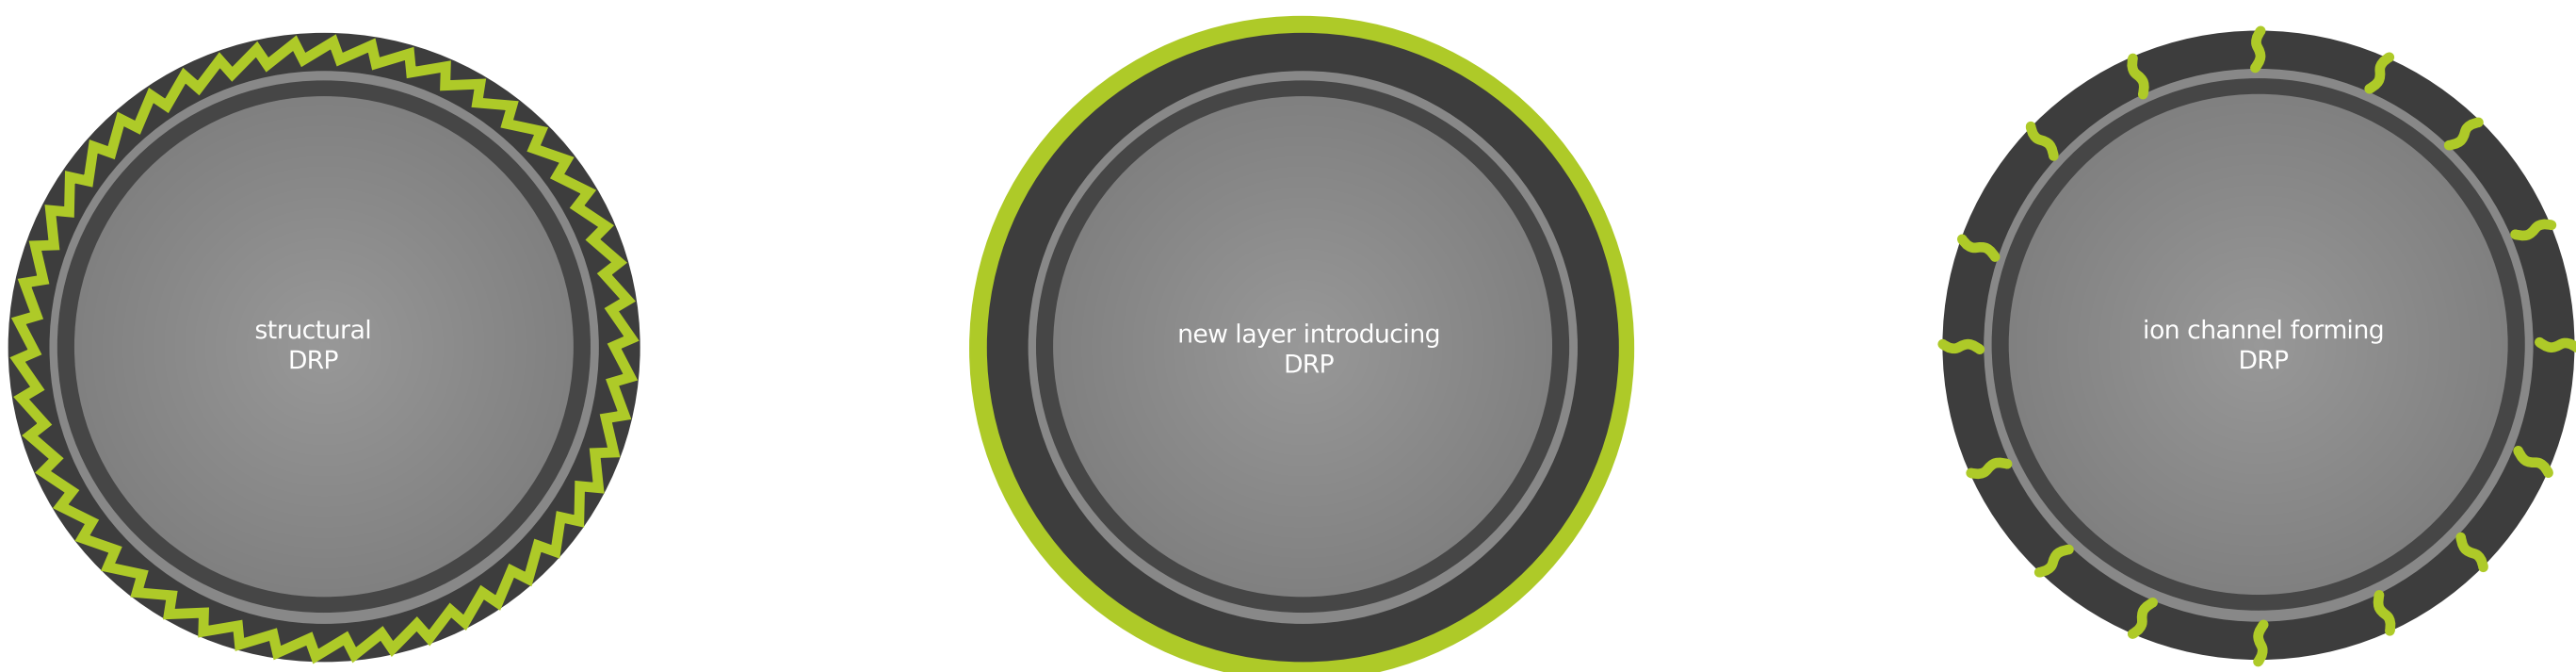 structural
DRP
new layer introducing
DRP
ion channel forming
DRP